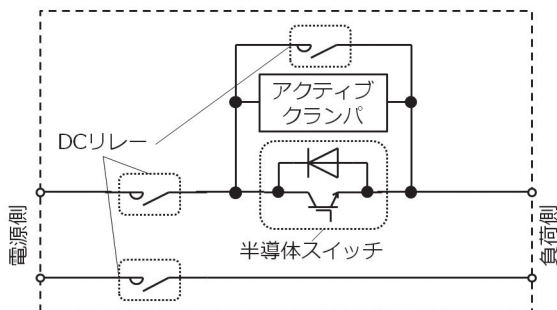 アクティブ
クランパ
DCリレー
電源側
負荷側
半導体スイッチ